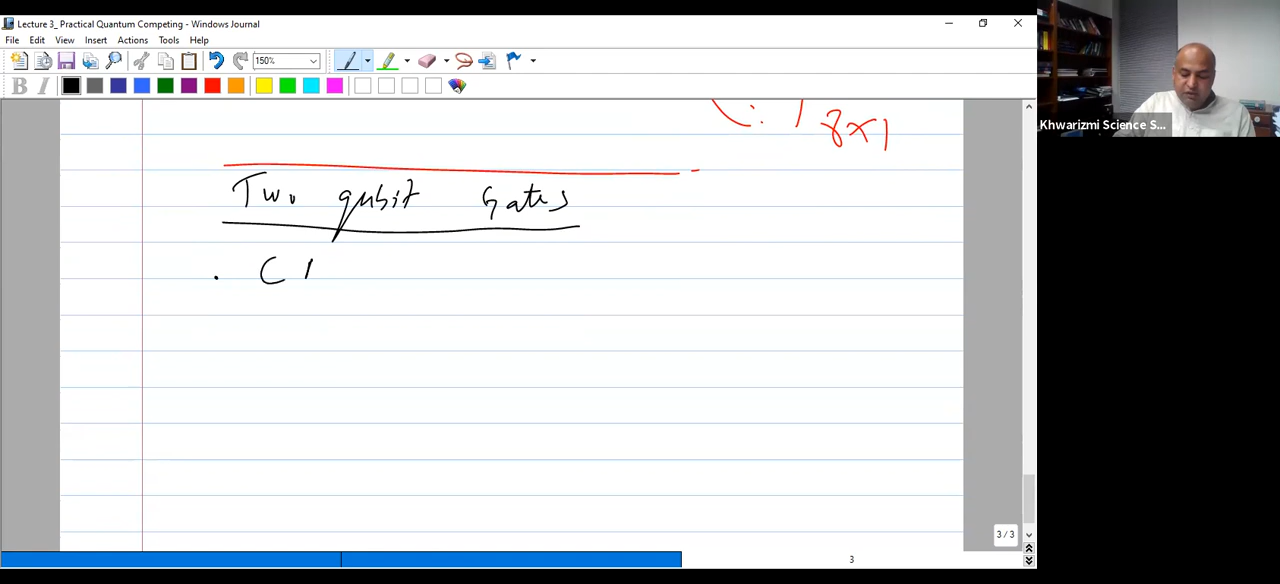 Lecture 3_ Practical Quantum Competing - Windows Journal
File Edit View Insert Actions Tools Help
150%
B I
8x1
Khwarizmi Science S...
Two qubit Gates
. C
3 / 3
3